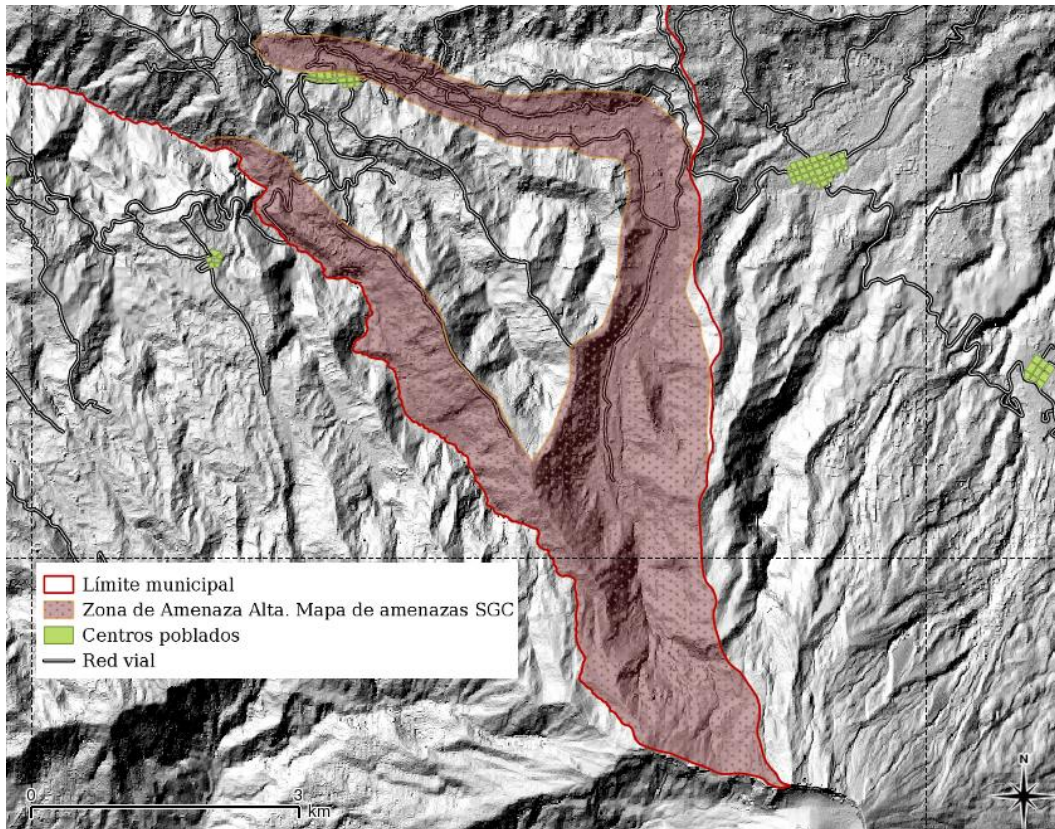 Límite municipal
Zona de Amenaza Alta. Mapa de amenazas SGC
Centros poblados
Red vial
0 3
km
N